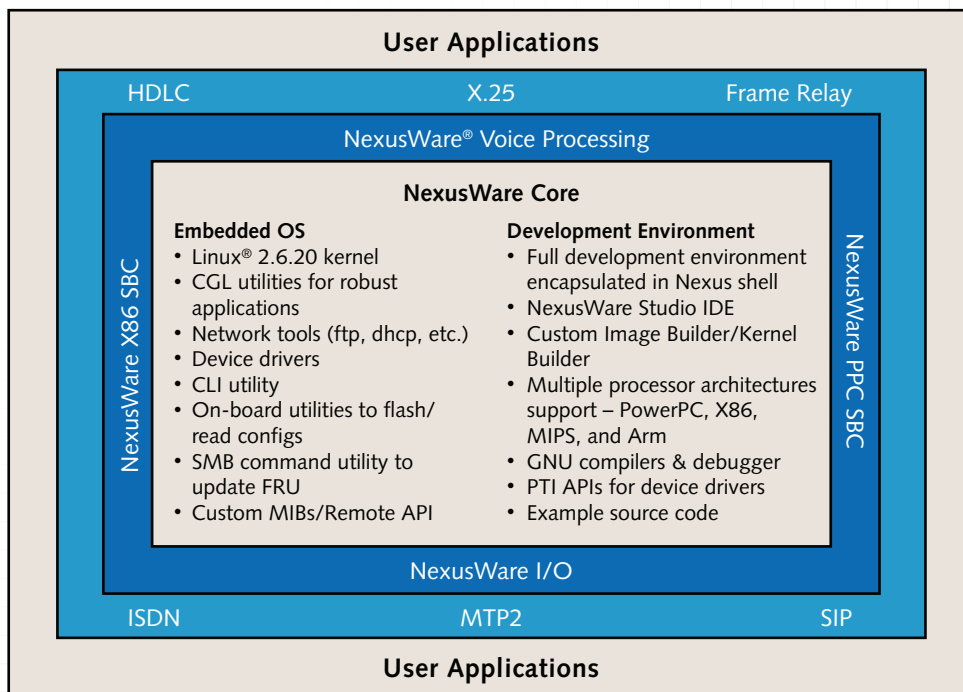 User Applications
HDLC X.25 Frame Relay
NexusWare® Voice Processing
NexusWare X86 SBC
NexusWare Core
Embedded OS
• Linux® 2.6.20 kernel
• CGL utilities for robust
applications
• Network tools (ftp, dhcp, etc.)
• Device drivers
• CLI utility
• On-board utilities to flash/
read configs
• SMB command utility to
update FRU
• Custom MIBs/Remote API
Development Environment
• Full development environment
encapsulated in Nexus shell
• NexusWare Studio IDE
• Custom Image Builder/Kernel
Builder
• Multiple processor architectures
support – PowerPC, X86,
MIPS, and Arm
• GNU compilers & debugger
• PTI APIs for device drivers
• Example source code
NexusWare PPC SBC
NexusWare I/O
ISDN MTP2 SIP
User Applications